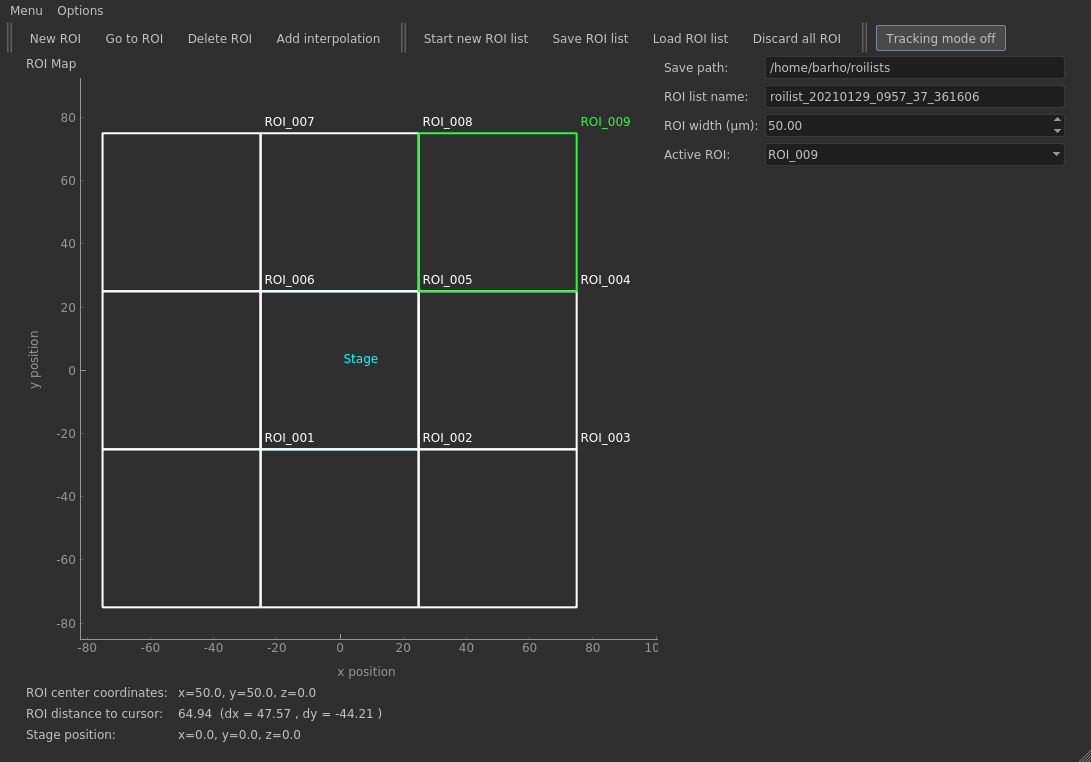 Menu Options
New ROI Go to ROI Delete ROI Add interpolation Start new ROI list Save ROI list Load ROI list Discard all ROI Tracking mode off
ROI Map
80
60
40
20
0
-20
-40
-60
-80
y position
ROI_007 ROI_008 ROI_009
ROI_006 ROI_005 ROI_004
Stage
ROI_001 ROI_002 ROI_003
-80 -60 -40 -20 0 20 40 60 80 10
x position
Save path: /home/barho/roilists
ROI list name: roilist_20210129_0957_37_361606
ROI width (µm): 50.00
Active ROI: ROI_009
ROI center coordinates: x=50.0, y=50.0, z=0.0
ROI distance to cursor: 64.94 (dx = 47.57 , dy = -44.21 )
Stage position: x=0.0, y=0.0, z=0.0